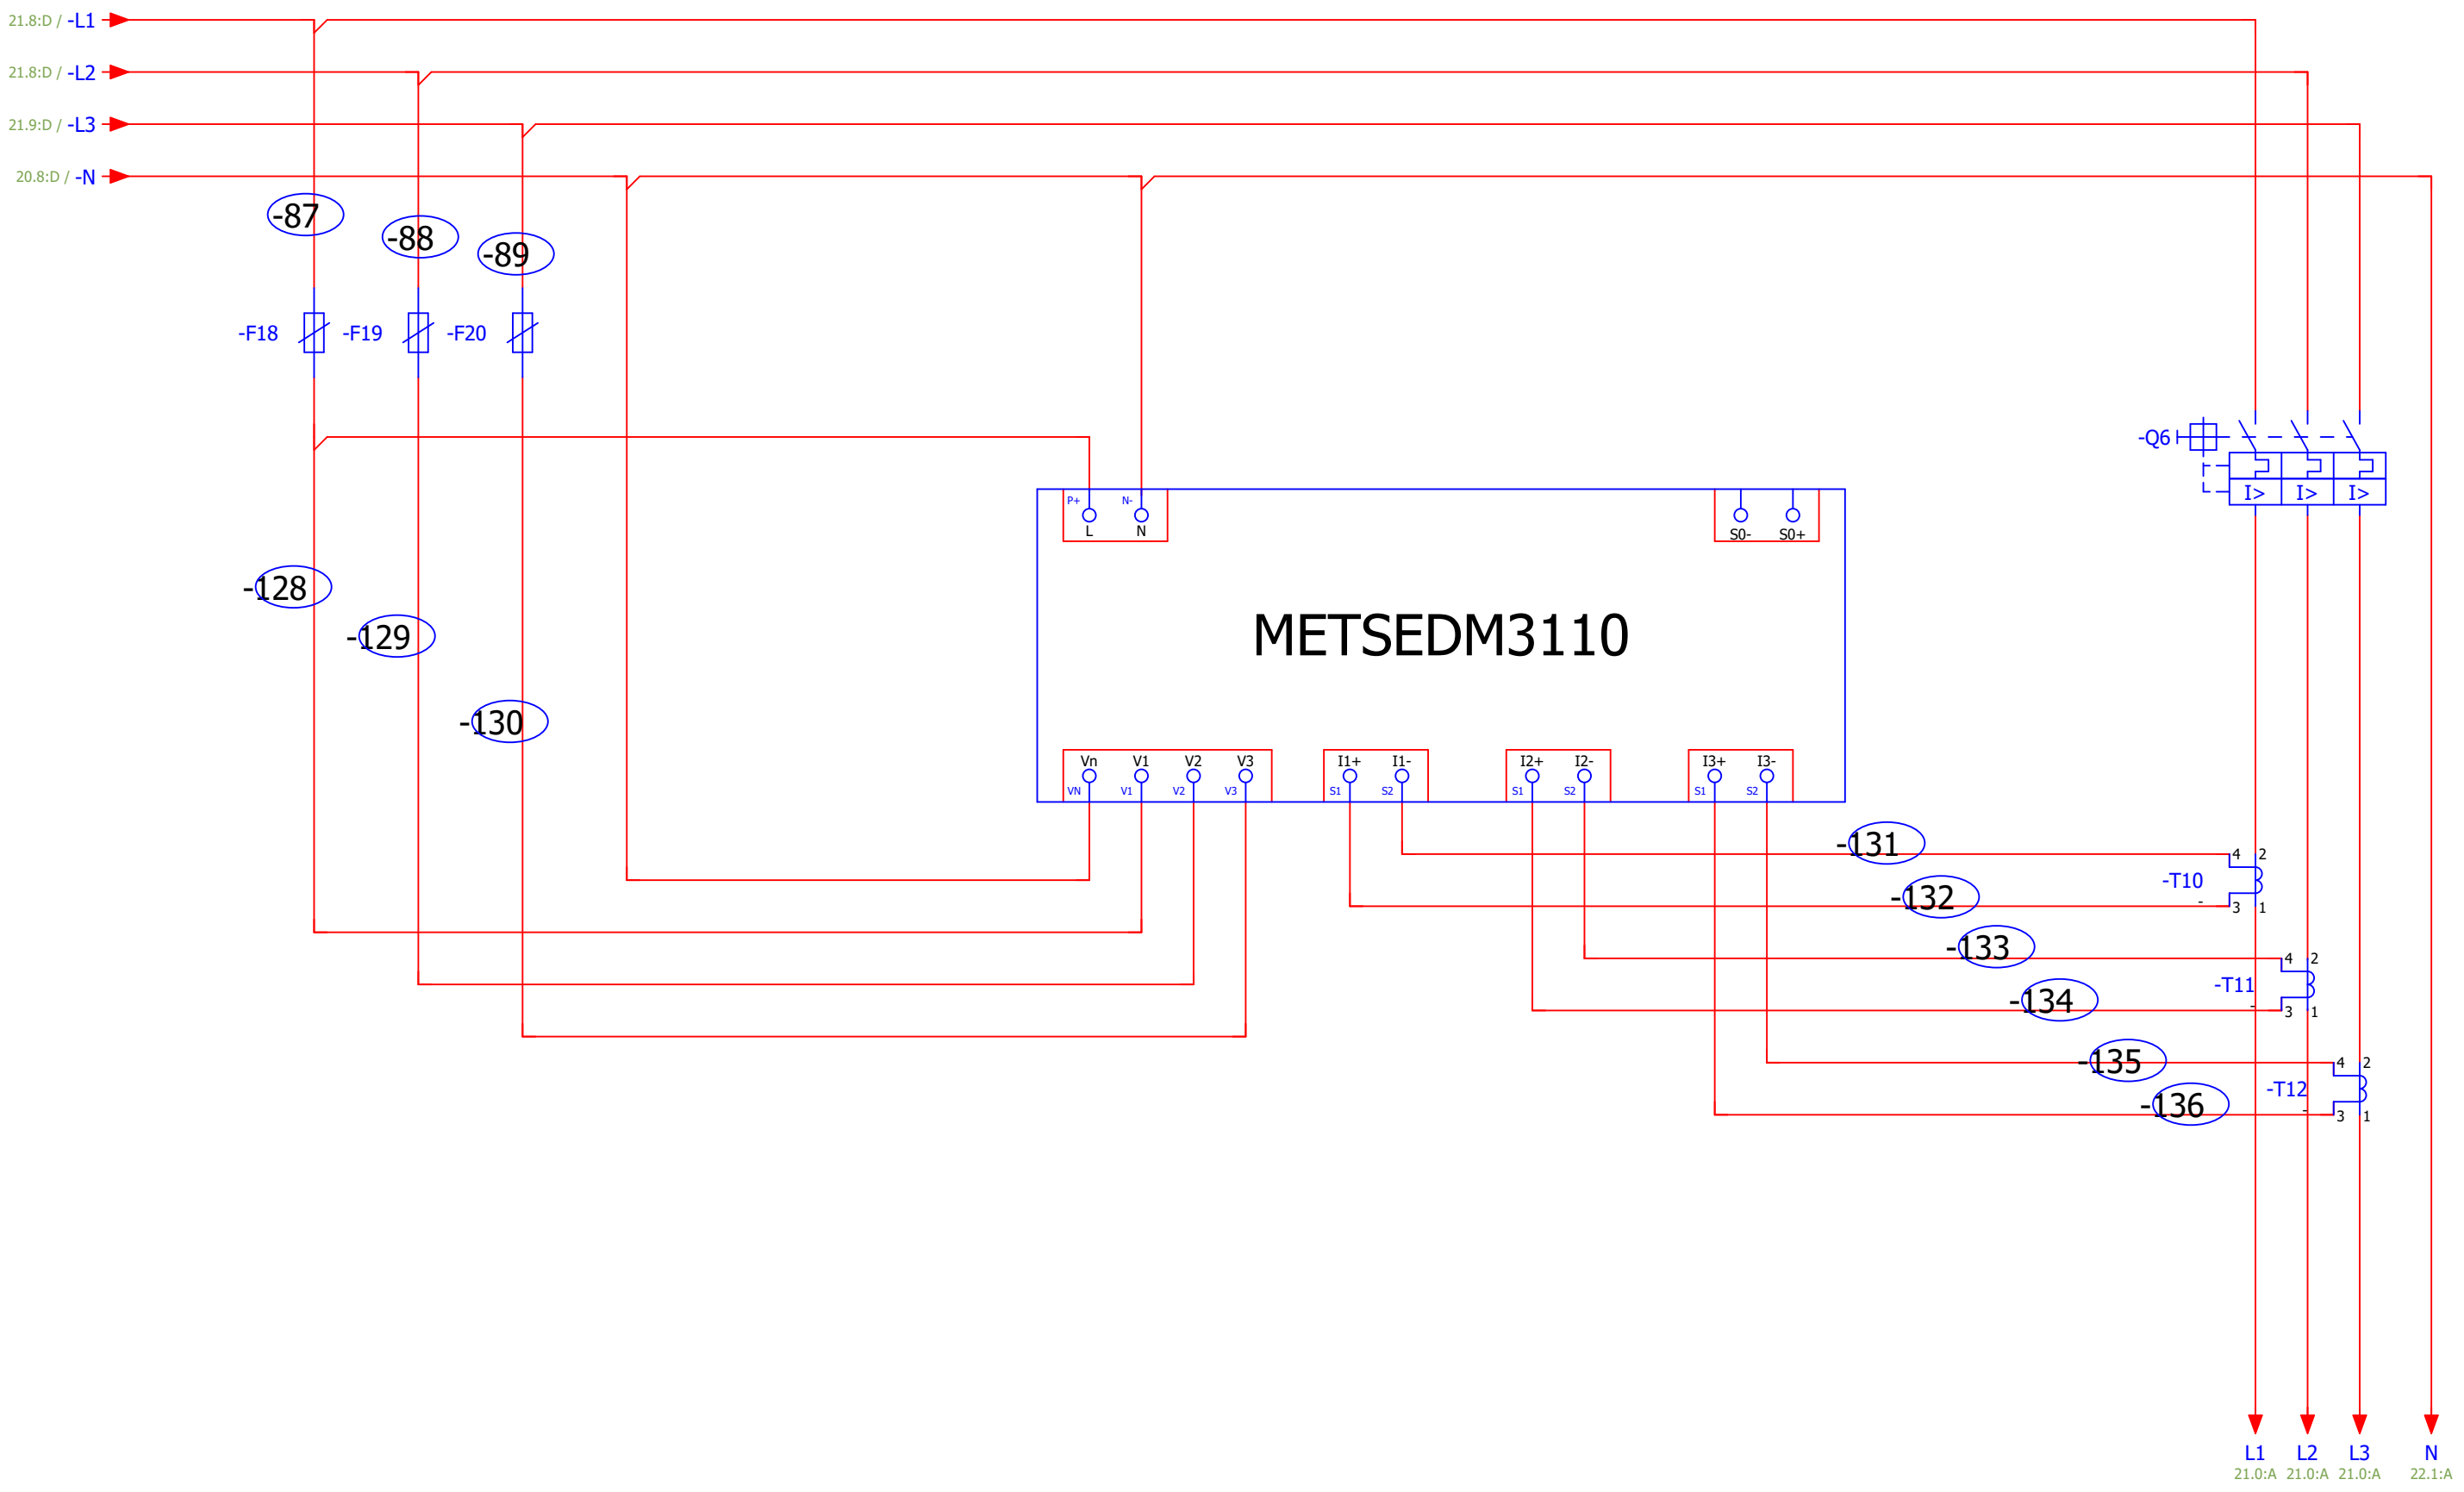 21.8:D / -L1
21.8:D / -L2
21.9:D / -L3
20.8:D / -N
-87
-88
-89
-F18
-F19
-F20
-Q6
I> I> I>
P+ N-
L N
S0- S0+
-128
-129
-130
METSEDM3110
Vn V1 V2 V3 I1+ I1- I2+ I2- I3+ I3-
VN V1 V2 V3 S1 S2 S1 S2 S1 S2
-131
4 2
-T10
-132
-
3 1
-133
4 2
-T11
-134
-
3 1
-135
4 2
-T12
-136
-
3 1
L1 L2 L3 N
21.0:A 21.0:A 21.0:A 22.1:A